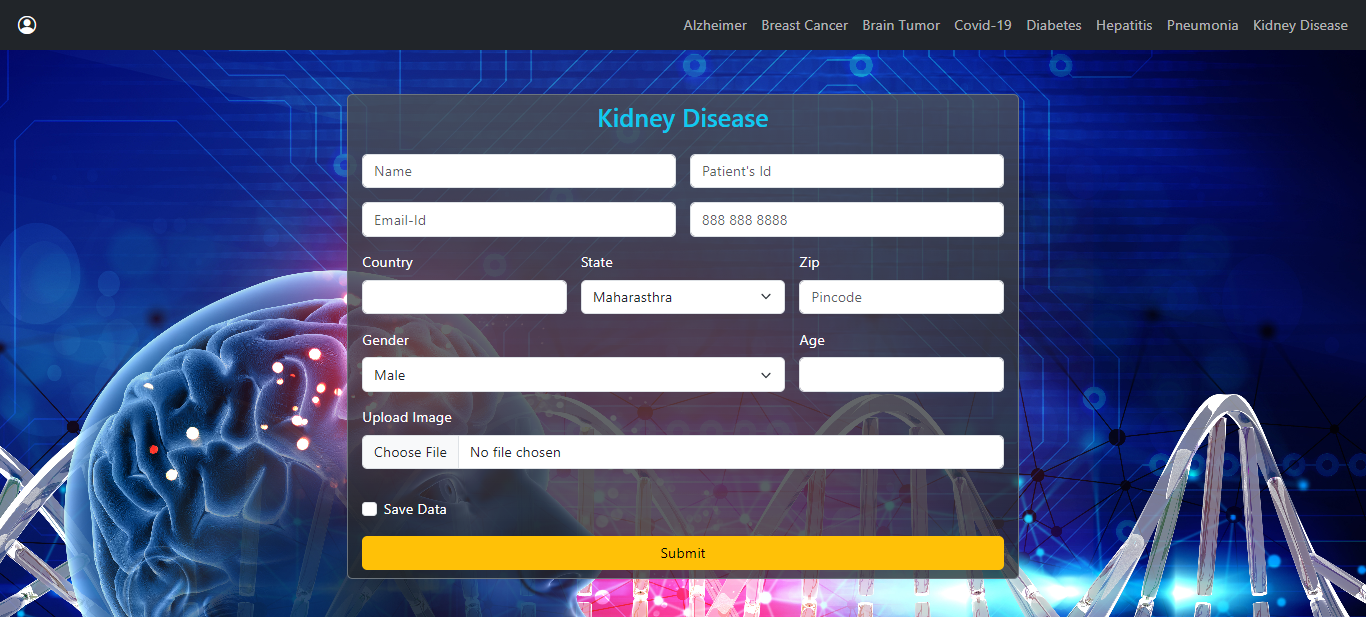 Alzheimer Breast Cancer Brain Tumor Covid-19 Diabetes Hepatitis Pneumonia Kidney Disease
Kidney Disease
Name Patient's Id
Email-Id 888 888 8888
Country State Zip
Maharasthra Pincode
Gender Age
Male
Upload Image
Choose File No file chosen
Save Data
Submit